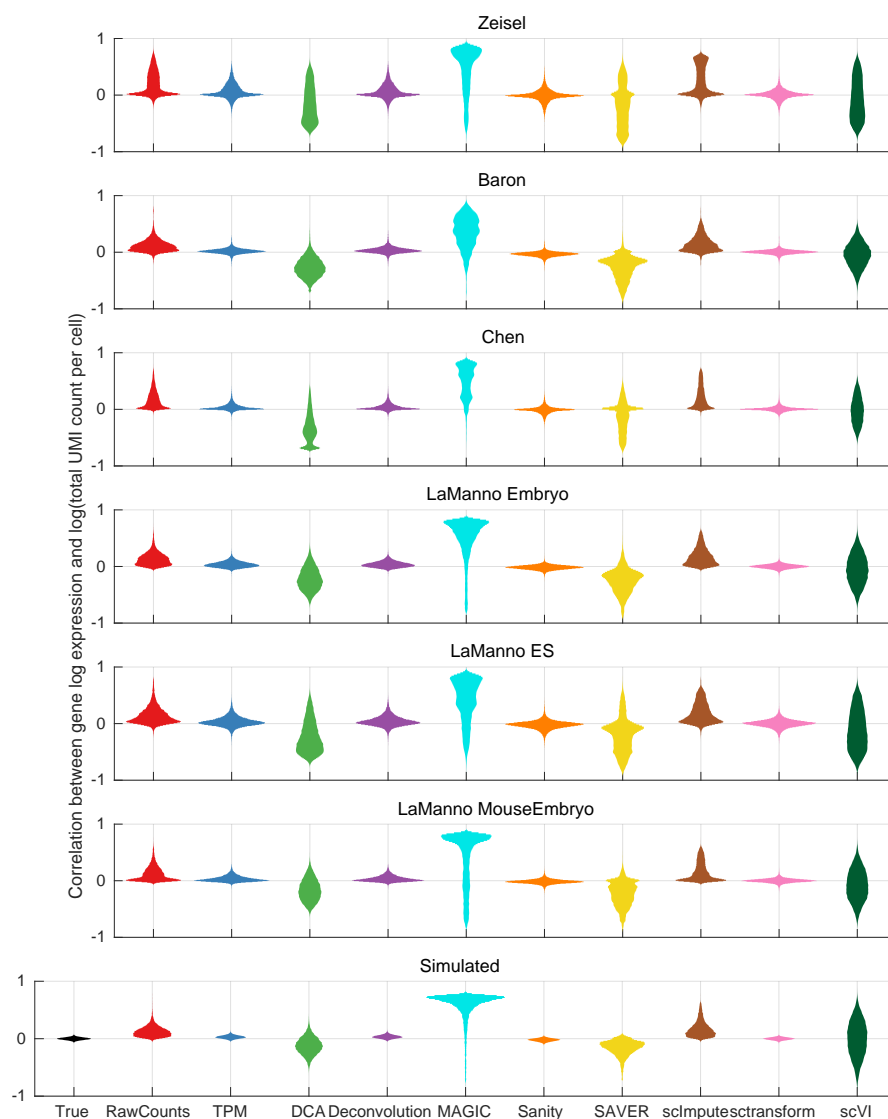 Correlation between gene log expression and log(total UMI count per cell)
Zeisel
1
0
-1
Baron
1
0
-1
Chen
1
0
-1
LaManno Embryo
1
0
-1
LaManno ES
1
0
-1
LaManno MouseEmbryo
1
0
-1
Simulated
1
0
-1
True RawCounts TPM DCA Deconvolution MAGIC Sanity SAVER scImpute sctransform scVI